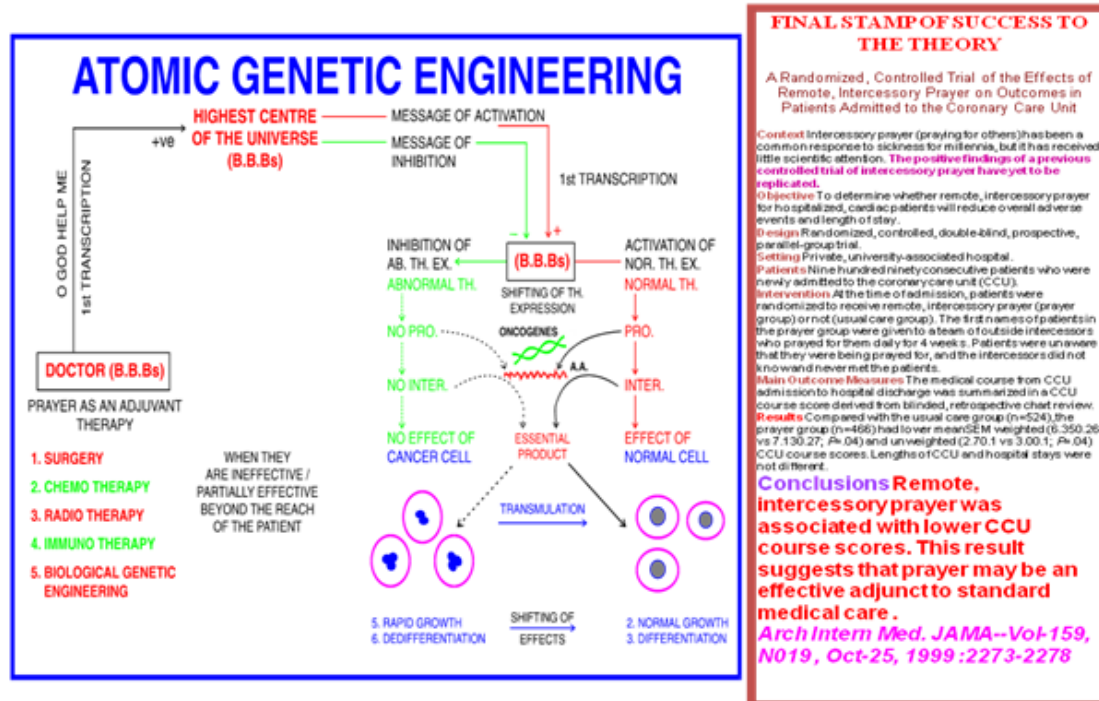 ATOMIC GENETIC ENGINEERING
HIGHEST CENTRE
OF THE UNIVERSE
(B.B.Bs)
+ve
MESSAGE OF ACTIVATION
MESSAGE OF
INHIBITION
1st TRANSCRIPTION
O GOD HELP ME
1st TRANSCRIPTION
INHIBITION OF
AB. TH. EX.
ABNORMAL TH.
NO PRO.
NO INTER.
NO EFFECT OF
CANCER CELL
–
+
(B.B.Bs)
SHIFTING OF TH.
EXPRESSION
ONCOGENES
A.A.
ESSENTIAL
PRODUCT
ACTIVATION OF
NOR. TH. EX.
NORMAL TH.
PRO.
INTER.
EFFECT OF
NORMAL CELL
DOCTOR (B.B.Bs)
PRAYER AS AN ADJUVANT
THERAPY
1. SURGERY
2. CHEMO THERAPY
3. RADIO THERAPY
4. IMMUNO THERAPY
5. BIOLOGICAL GENETIC
ENGINEERING
WHEN THEY
ARE INEFFECTIVE /
PARTIALLY EFFECTIVE
BEYOND THE REACH
OF THE PATIENT
TRANSMULATION
5. RAPID GROWTH
6. DEDIFFERENTIATION
SHIFTING OF
EFFECTS
2. NORMAL GROWTH
3. DIFFERENTIATION
FINAL STAMP OF SUCCESS TO
THE THEORY
A Randomized, Controlled Trial of the Effects of
Remote, Intercessory Prayer on Outcomes in
Patients Admitted to the Coronary Care Unit
Context Intercessory prayer (praying for others) has been a
common response to sickness for millennia, but it has received
little scientific attention. The positive findings of a previous
controlled trial of intercessory prayer have yet to be
replicated.
Objective To determine whether remote, intercessory prayer
for hospitalized, cardiac patients will reduce overall adverse
events and length of stay.
Design Randomized, controlled, double-blind, prospective,
parallel-group trial.
Setting Private, university-associated hospital.
Patients Nine hundred ninety consecutive patients who were
newly admitted to the coronary care unit (CCU).
Intervention At the time of admission, patients were
randomized to receive remote, intercessory prayer (prayer
group) or not (usual care group). The first names of patients in
the prayer group were given to a team of outside intercessors
who prayed for them daily for 4 weeks. Patients were unaware
that they were being prayed for, and the intercessors did not
know and never met the patients.
Main Outcome Measures The medical course from CCU
admission to hospital discharge was summarized in a CCU
course score derived from blinded, retrospective chart review.
Results Compared with the usual care group (n=524), the
prayer group (n=466) had lower meanSEM weighted (6.350.26
vs 7.130.27; P=.04) and unweighted (2.70.1 vs 3.00.1; P=.04)
CCU course scores. Lengths of CCU and hospital stays were
not different.
Conclusions Remote,
intercessory prayer was
associated with lower CCU
course scores. This result
suggests that prayer may be an
effective adjunct to standard
medical care.
Arch Intern Med. JAMA--Vol-159,
N019, Oct-25, 1999 :2273-2278